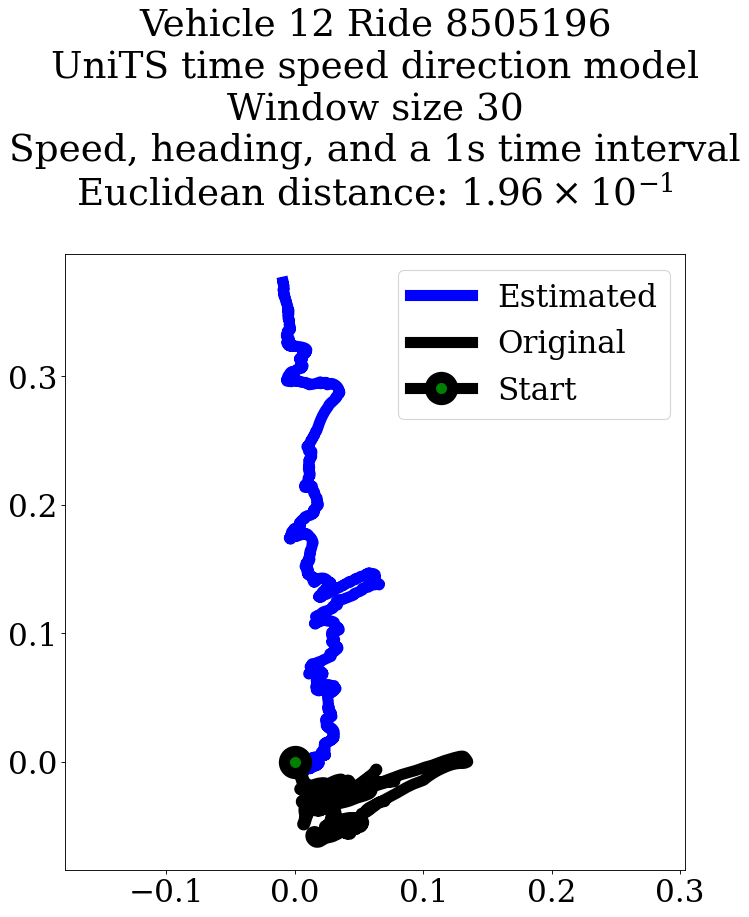 Vehicle 12 Ride 8505196
UniTS time speed direction model
Window size 30
Speed, heading, and a 1s time interval
Euclidean distance: 1.96 × 10⁻¹
Estimated
Original
Start
0.3
0.2
0.1
0.0
−0.1 0.0 0.1 0.2 0.3